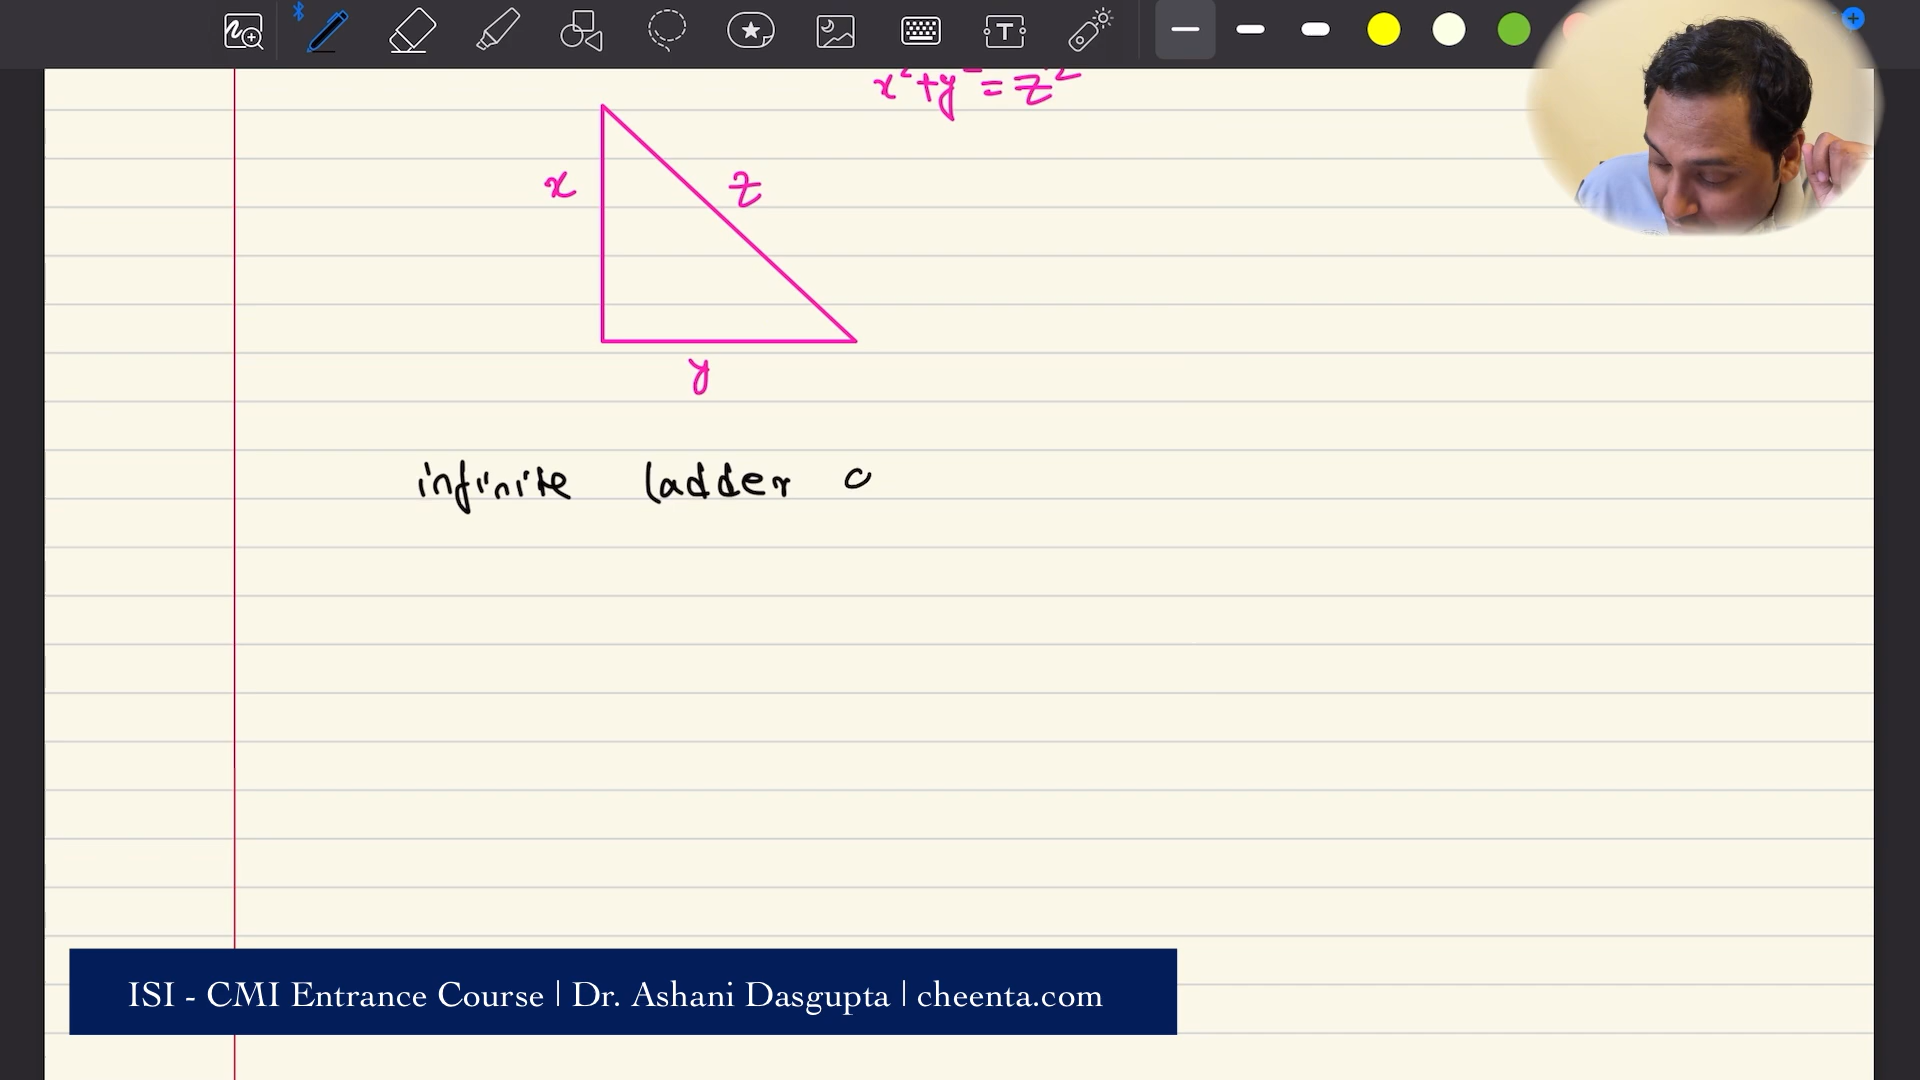 x²+y² = z²
x
z
y
infinite ladder o
ISI - CMI Entrance Course | Dr. Ashani Dasgupta | cheenta.com